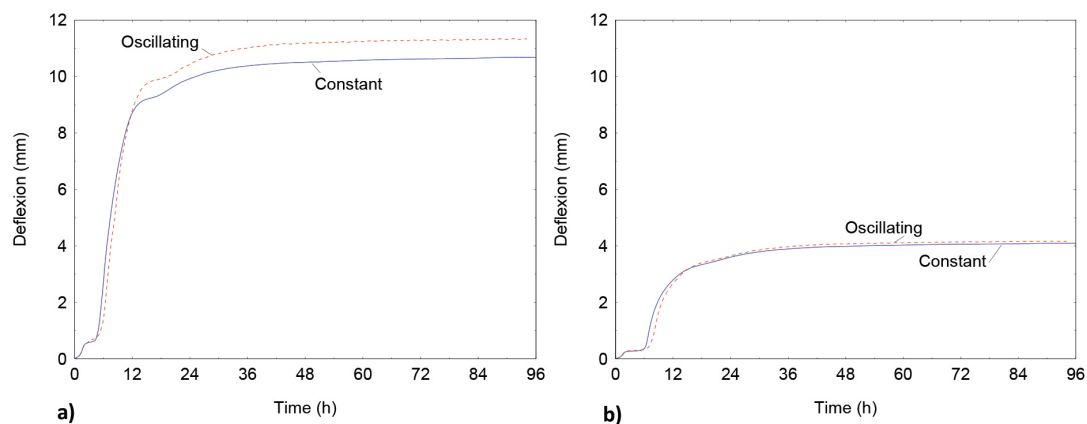 12
10
8
6
4
2
0
Deflexion (mm)
Oscillating
Constant
0 12 24 36 48 60 72 84 96
Time (h)
a)
12
10
8
6
4
2
0
Deflexion (mm)
Oscillating
Constant
0 12 24 36 48 60 72 84 96
Time (h)
b)